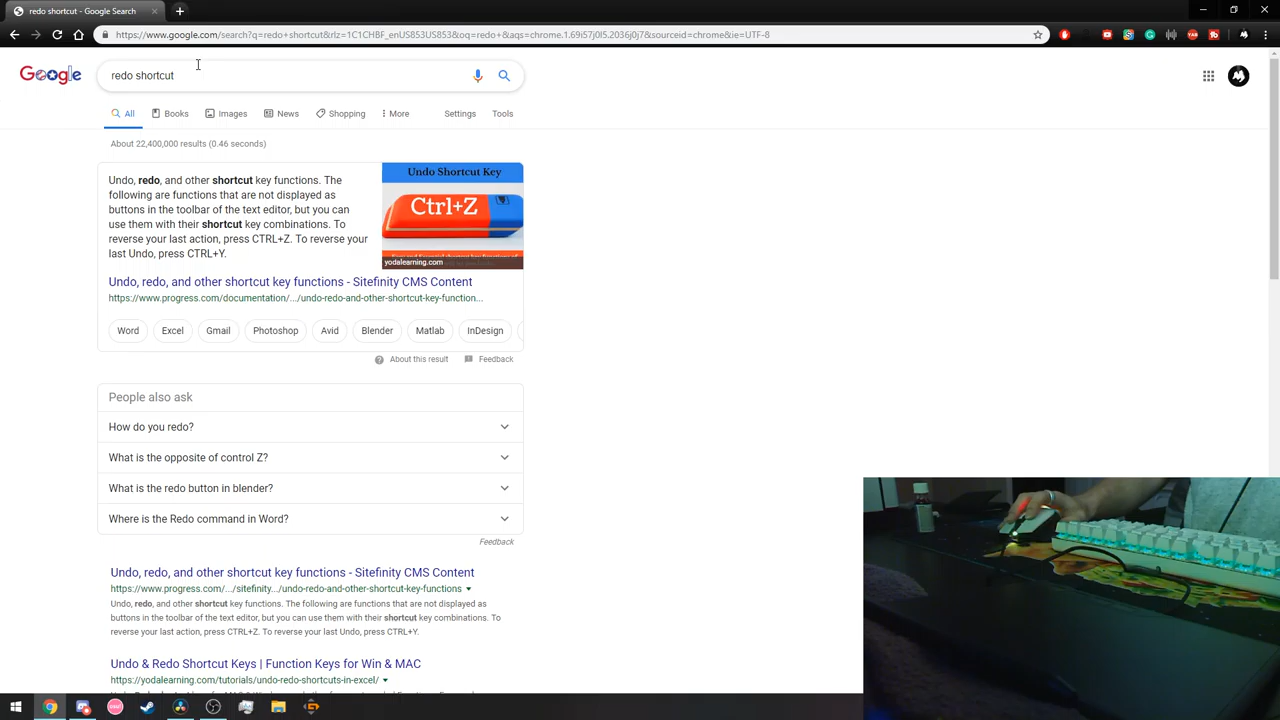 redo shortcut - Google Search
https://www.google.com/search?q=redo+shortcut&rlz=1C1CHBF_enUS853US853&oq=redo+&aqs=chrome.1.69i57j0l5.2036j0j7&sourceid=chrome&ie=UTF-8
Google
redo shortcut
All
Books
Images
News
Shopping
More
Settings
Tools
About 22,400,000 results (0.46 seconds)
Undo, redo, and other shortcut key functions. The
following are functions that are not displayed as
buttons in the toolbar of the text editor, but you can
use them with their shortcut key combinations. To
reverse your last action, press CTRL+Z. To reverse your
last Undo, press CTRL+Y.
Undo Shortcut Key
Ctrl+Z
yodalearning.com
Undo, redo, and other shortcut key functions - Sitefinity CMS Content
https://www.progress.com/documentation/.../undo-redo-and-other-shortcut-key-function...
Word
Excel
Gmail
Photoshop
Avid
Blender
Matlab
InDesign
About this result
Feedback
People also ask
How do you redo?
What is the opposite of control Z?
What is the redo button in blender?
Where is the Redo command in Word?
Feedback
Undo, redo, and other shortcut key functions - Sitefinity CMS Content
https://www.progress.com/.../sitefinity.../undo-redo-and-other-shortcut-key-functions
Undo, redo, and other shortcut key functions. The following are functions that are not displayed as
buttons in the toolbar of the text editor, but you can use them with their shortcut key combinations. To
reverse your last action, press CTRL+Z. To reverse your last Undo, press CTRL+Y.
Undo & Redo Shortcut Keys | Function Keys for Win & MAC
https://yodalearning.com/tutorials/undo-redo-shortcuts-in-excel/